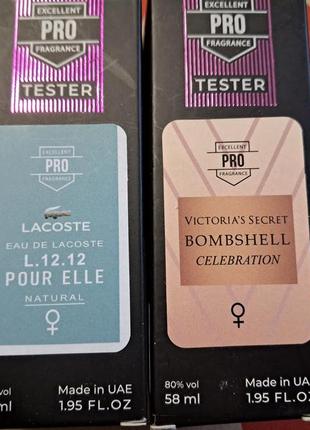 EXCELLENT
PRO
FRAGRANCE
TESTER
EXCELLENT
PRO
FRAGRANCE
LACOSTE
EAU DE LACOSTE
L.12.12
POUR ELLE
NATURAL
vol
ml
Made in UAE
1.95 FL.OZ
EXCELLENT
PRO
FRAGRANCE
TESTER
EXCELLENT
PRO
FRAGRANCE
VICTORIA'S SECRET
BOMBSHELL
CELEBRATION
80% vol
58 ml
Made in UAE
1.95 FL.OZ